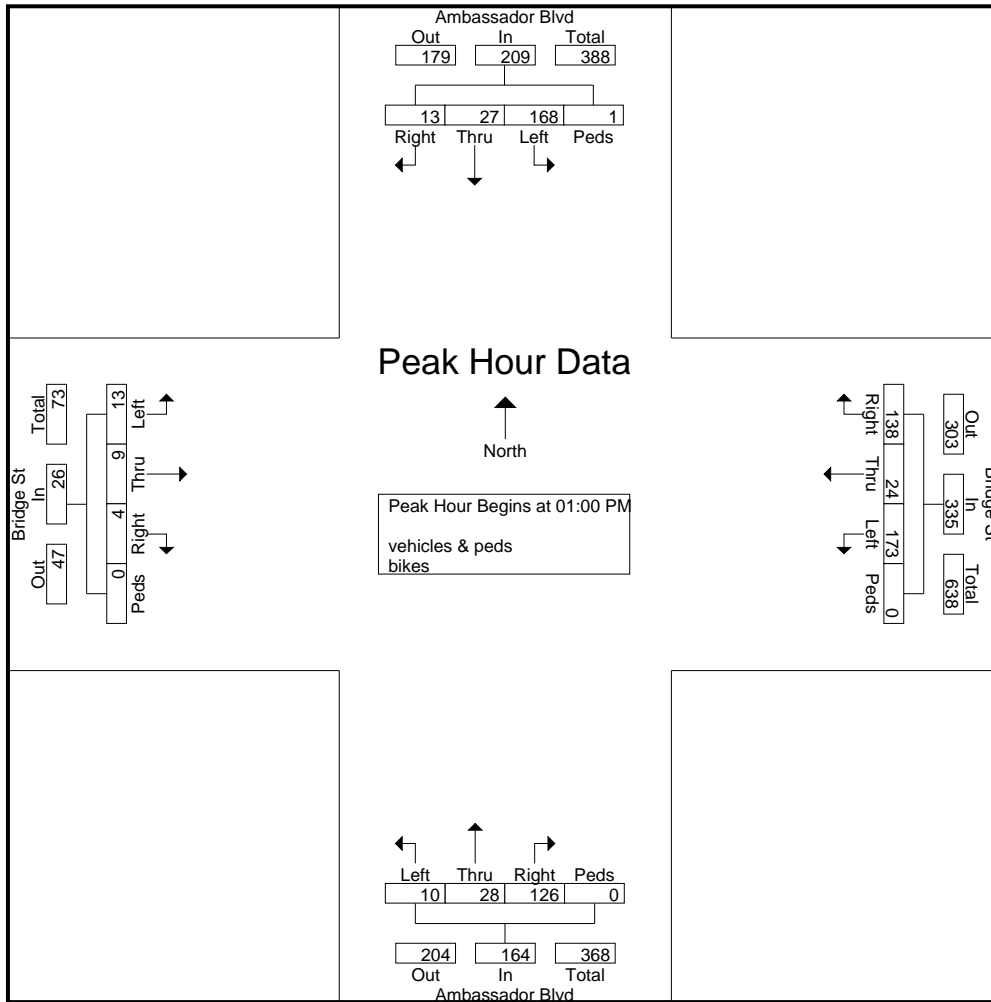 Ambassador Blvd
Out In Total
179 209 388
13 27 168 1
Right Thru Left Peds
Peak Hour Data
North
Peak Hour Begins at 01:00 PM
vehicles & peds
bikes
Bridge St
Total In Out
73 26 47
13 9 4 0
Left Thru Right Peds
Right Thru Left Peds
138 24 173 0
Out In Total
303 335 638
Bridge St
Left Thru Right Peds
10 28 126 0
204 164 368
Out In Total
Ambassador Blvd